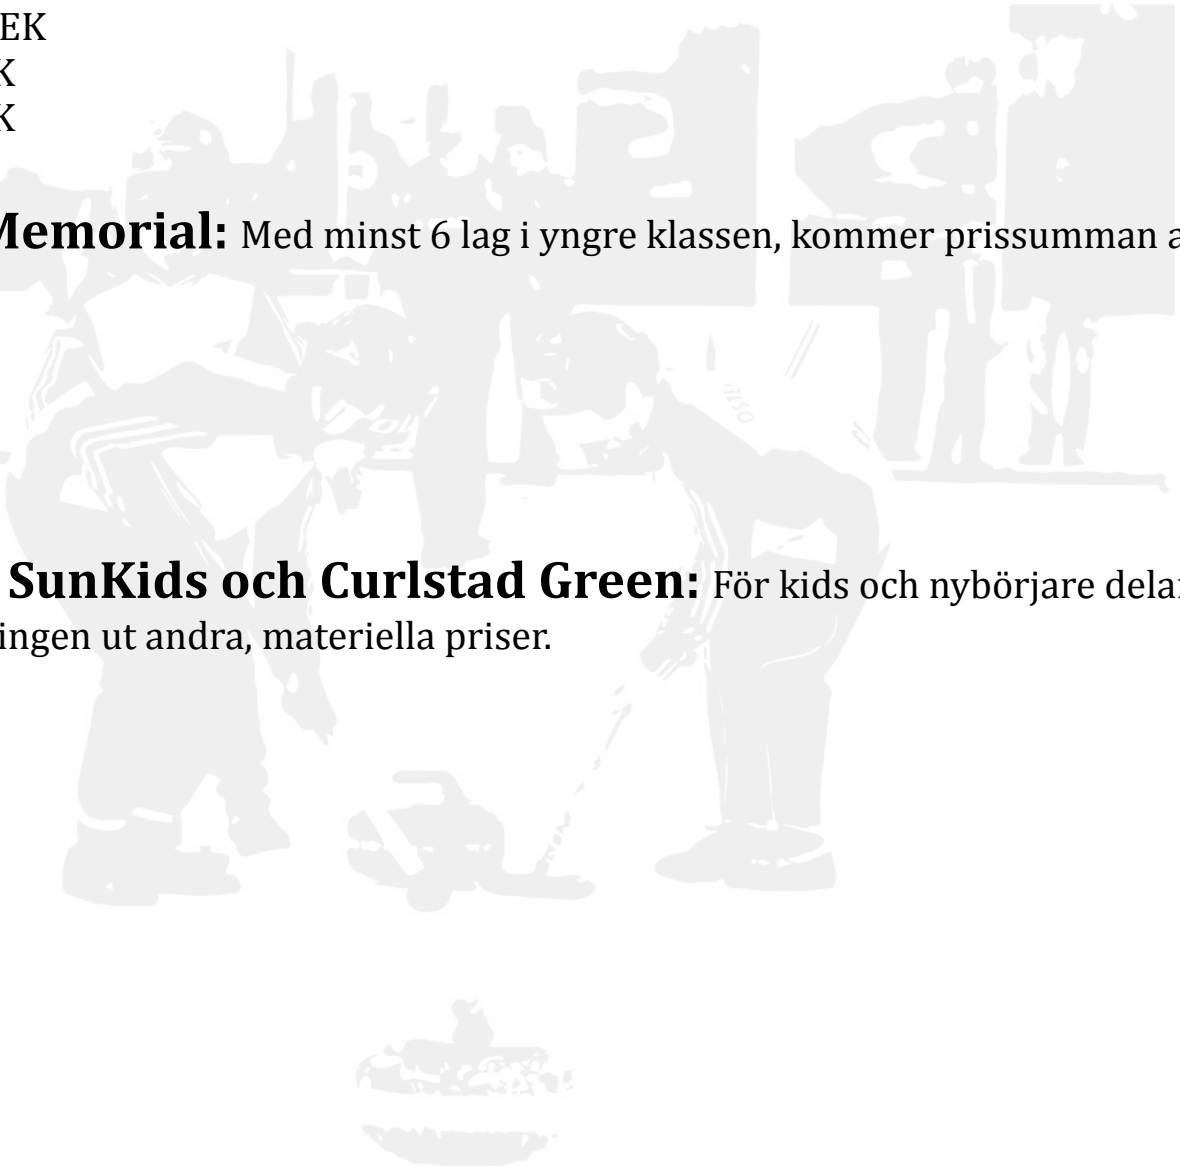 EK
K
K
Memorial: Med minst 6 lag i yngre klassen, kommer prissumman a
SunKids och Curlstad Green: För kids och nybörjare delar
ingen ut andra, materiella priser.